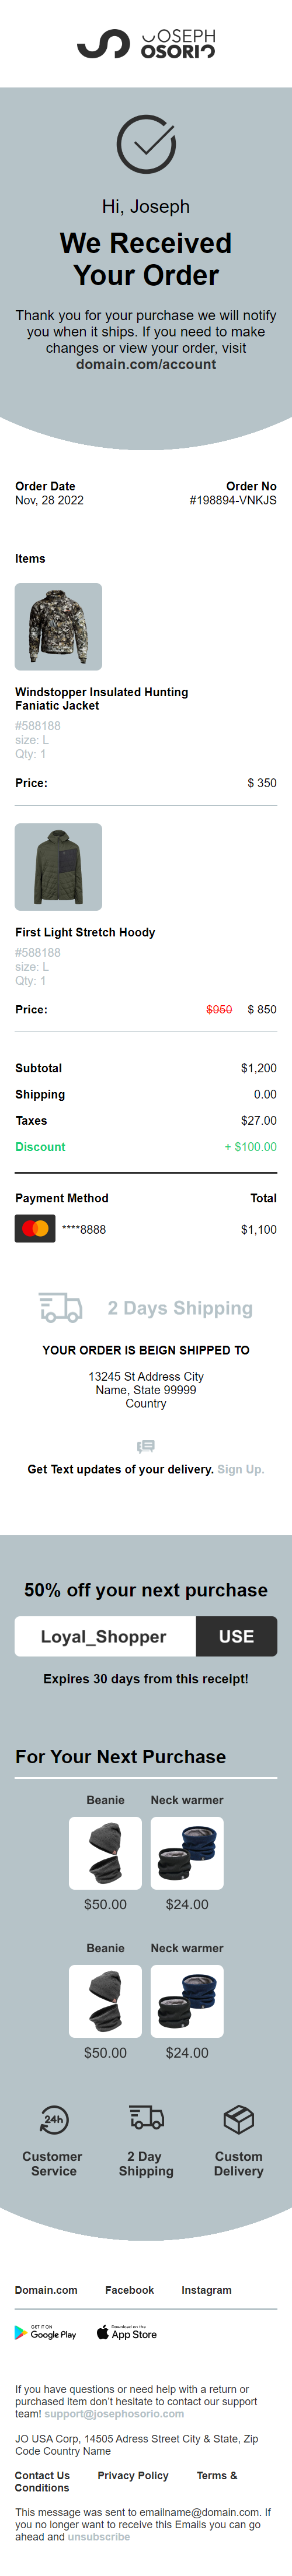 JOSEPH
OSORIO
Hi, Joseph
We Received
Your Order
Thank you for your purchase we will notify
you when it ships. If you need to make
changes or view your order, visit
domain.com/account
Order Date
Order No
Nov, 28 2022
#198894-VNKJS
Items
Windstopper Insulated Hunting
Faniatic Jacket
#588188
size: L
Qty: 1
Price:
$ 350
First Light Stretch Hoody
#588188
size: L
Qty: 1
Price:
$950 $ 850
Subtotal
$1,200
Shipping
0.00
Taxes
$27.00
Discount
+ $100.00
Payment Method
Total
****8888
$1,100
2 Days Shipping
YOUR ORDER IS BEIGN SHIPPED TO
13245 St Address City
Name, State 99999
Country
Get Text updates of your delivery. Sign Up.
50% off your next purchase
Loyal_Shopper
USE
Expires 30 days from this receipt!
For Your Next Purchase
Beanie
Neck warmer
$50.00
$24.00
Beanie
Neck warmer
$50.00
$24.00
24h
Customer
Service
2 Day
Shipping
Custom
Delivery
Domain.com
Facebook
Instagram
GET IT ON
Google Play
Download on the
App Store
If you have questions or need help with a return or
purchased item don't hesitate to contact our support
team! support@josephosorio.com
JO USA Corp, 14505 Adress Street City & State, Zip
Code Country Name
Contact Us Privacy Policy Terms &
Conditions
This message was sent to emailname@domain.com. If
you no longer want to receive this Emails you can go
ahead and unsubscribe